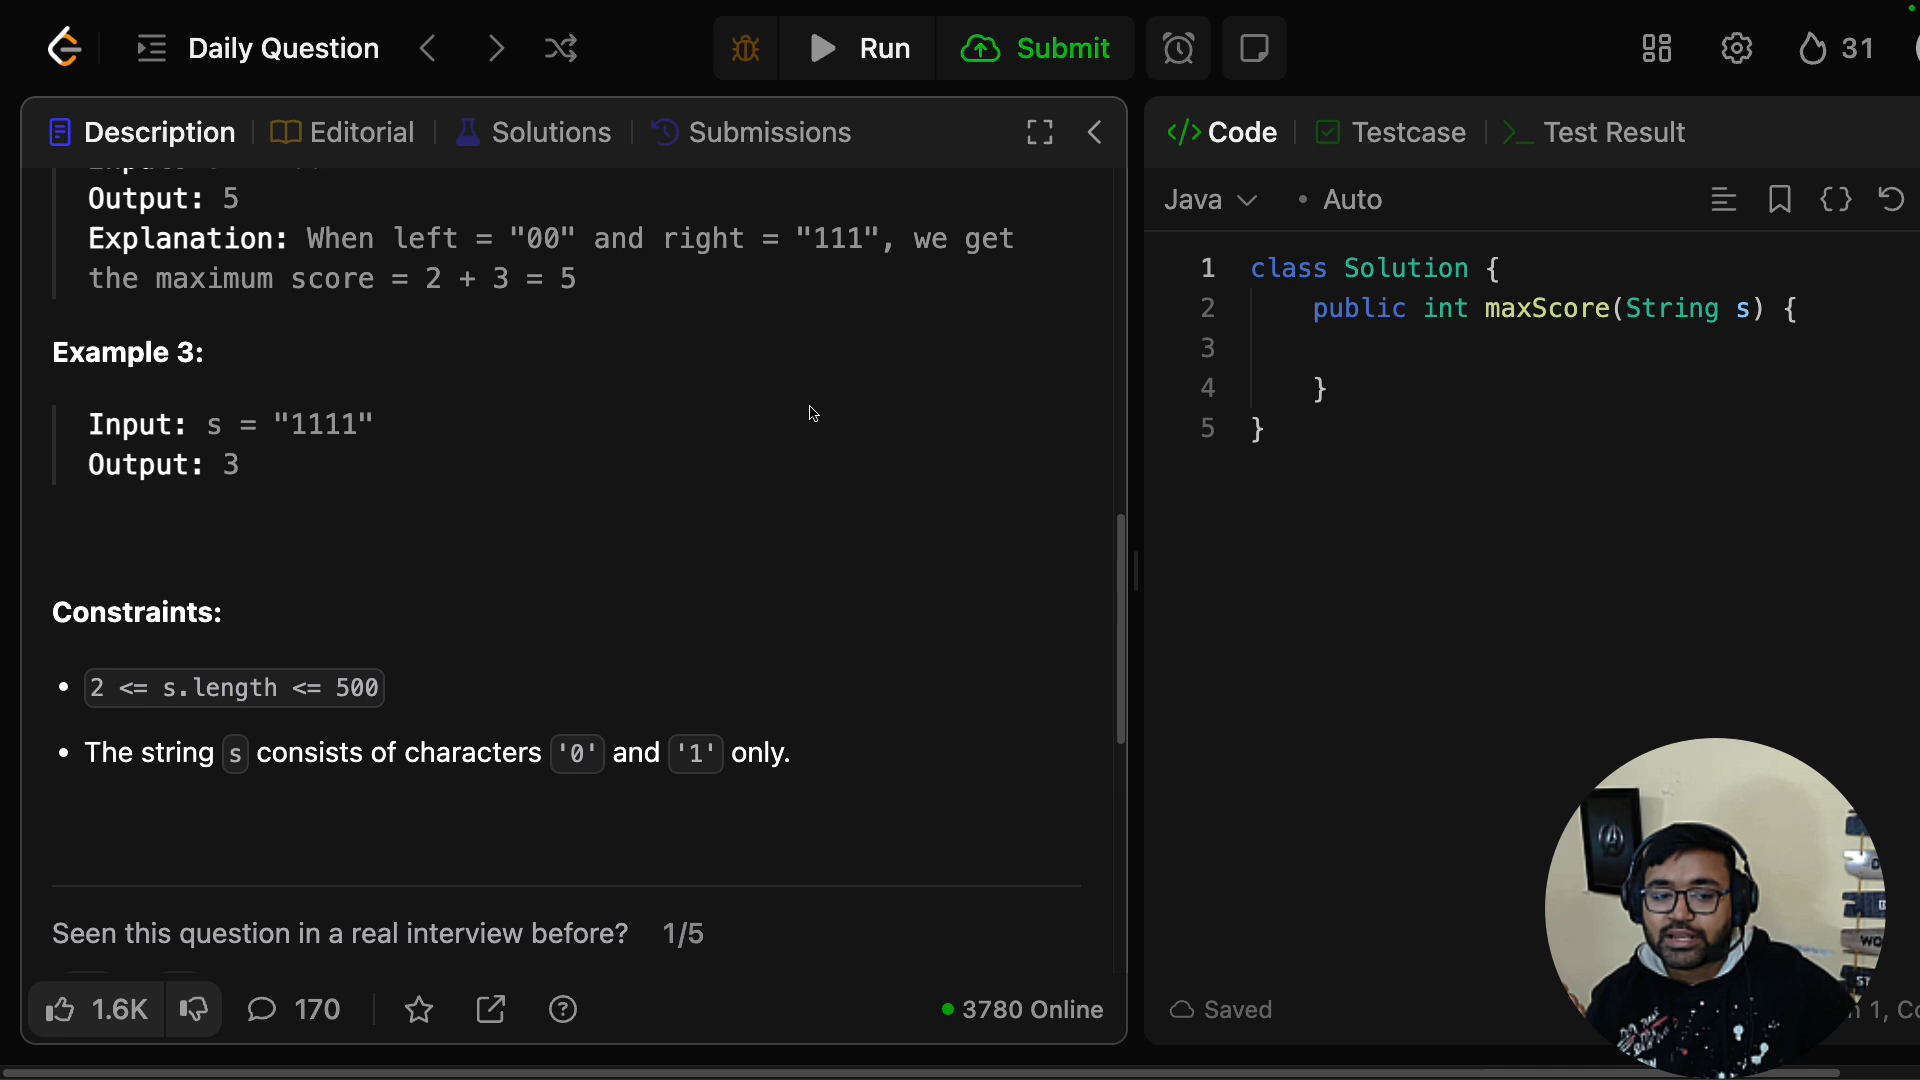 Daily Question
Run
Submit
31
Description
Editorial
Solutions
Submissions
Output: 5
Explanation: When left = "00" and right = "111", we get
the maximum score = 2 + 3 = 5
Example 3:
Input: s = "1111"
Output: 3
Constraints:
• 2 <= s.length <= 500
• The string s consists of characters '0' and '1' only.
Seen this question in a real interview before? 1/5
1.6K
170
3780 Online
</> Code
Testcase
Test Result
Java
• Auto
1 class Solution {
2 public int maxScore(String s) {
3
4 }
5 }
Saved